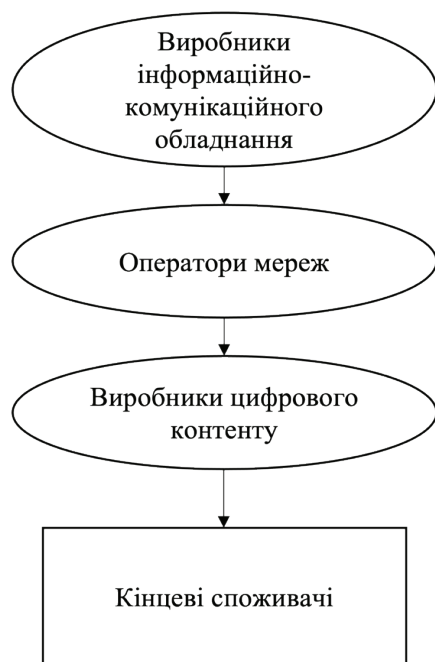 Виробники
інформаційно-
комунікаційного
обладнання
Оператори мереж
Виробники цифрового
контенту
Кінцеві споживачі